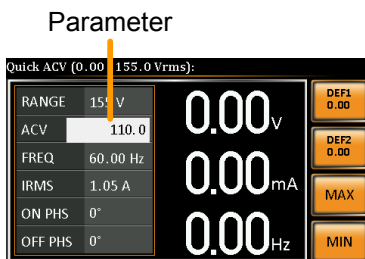 Parameter
Quick ACV (0.00 155.0 Vrms):
RANGE 155 V
ACV 110.0
FREQ 60.00 Hz
IRMS 1.05 A
ON PHS 0°
OFF PHS 0°
0.00V
0.00mA
0.00Hz
DEF1
0.00
DEF2
0.00
MAX
MIN